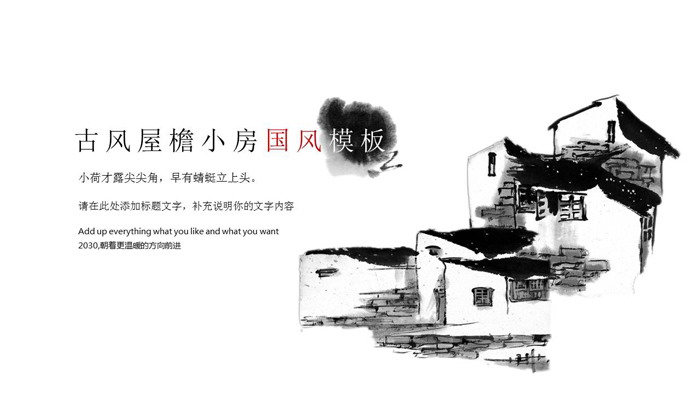 古风屋檐小房国风模板
小荷才露尖尖角，早有蜻蜓立上头。
请在此处添加标题文字，补充说明你的文字内容
Add up everything what you like and what you want
2030,朝着更温暖的方向前进